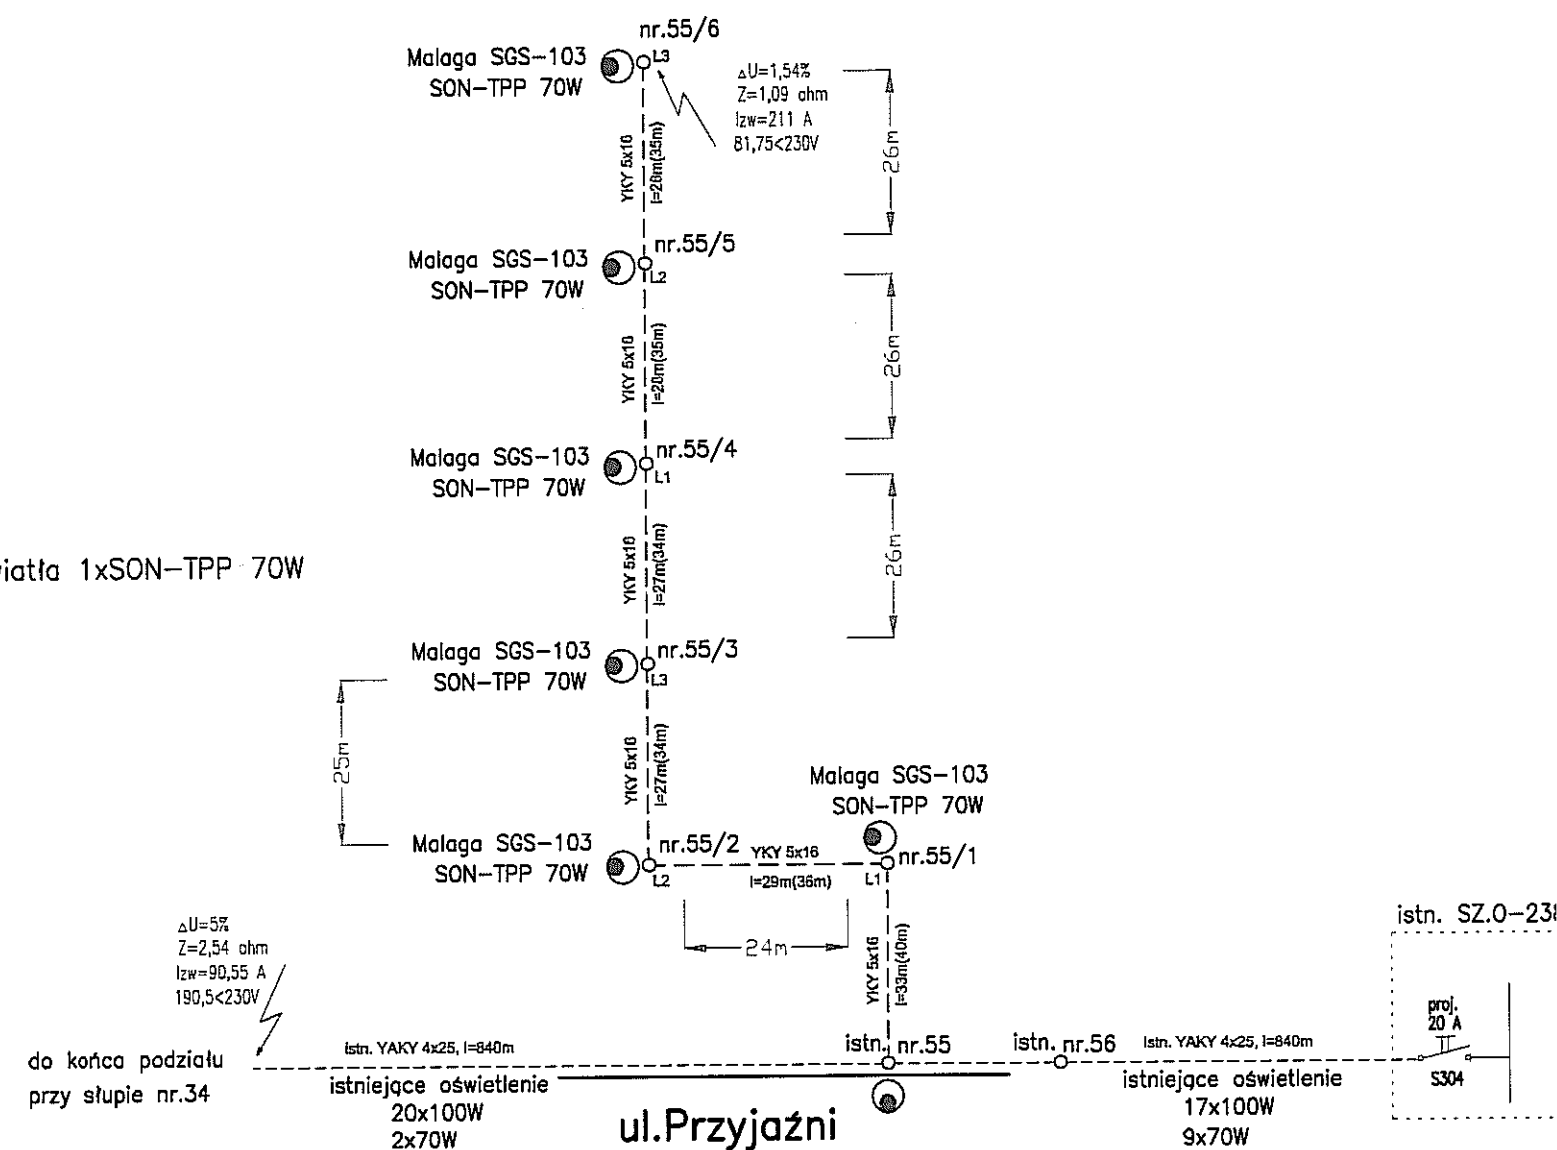 nr.55/6
Malaga SGS-103
SON-TPP 70W
L3
ΔU=1,54%
Z=1,09 ohm
Izw=211 A
81,75<230V
YKY 5x16
l=28m(35m)
26m
nr.55/5
Malaga SGS-103
SON-TPP 70W
L2
YKY 5x16
l=28m(35m)
26m
nr.55/4
Malaga SGS-103
SON-TPP 70W
L1
YKY 5x16
l=27m(34m)
26m
iatła 1xSON-TPP 70W
nr.55/3
Malaga SGS-103
SON-TPP 70W
L3
YKY 5x16
l=27m(34m)
25m
Malaga SGS-103
SON-TPP 70W
nr.55/1
L1
Malaga SGS-103
SON-TPP 70W
nr.55/2
L2
YKY 5x16
l=29m(36m)
24m
YKY 5x16
l=33m(40m)
istn. SZ.O-23
ΔU=5%
Z=2,54 ohm
Izw=90,55 A
190,5<230V
proj.
20 A
S304
do końca podziału
przy słupie nr.34
istn. YAKY 4x25, l=840m
istniejące oświetlenie
20x100W
2x70W
istn. nr.55
istn. nr.56
istn. YAKY 4x25, l=840m
istniejące oświetlenie
17x100W
9x70W
ul.Przyjaźni